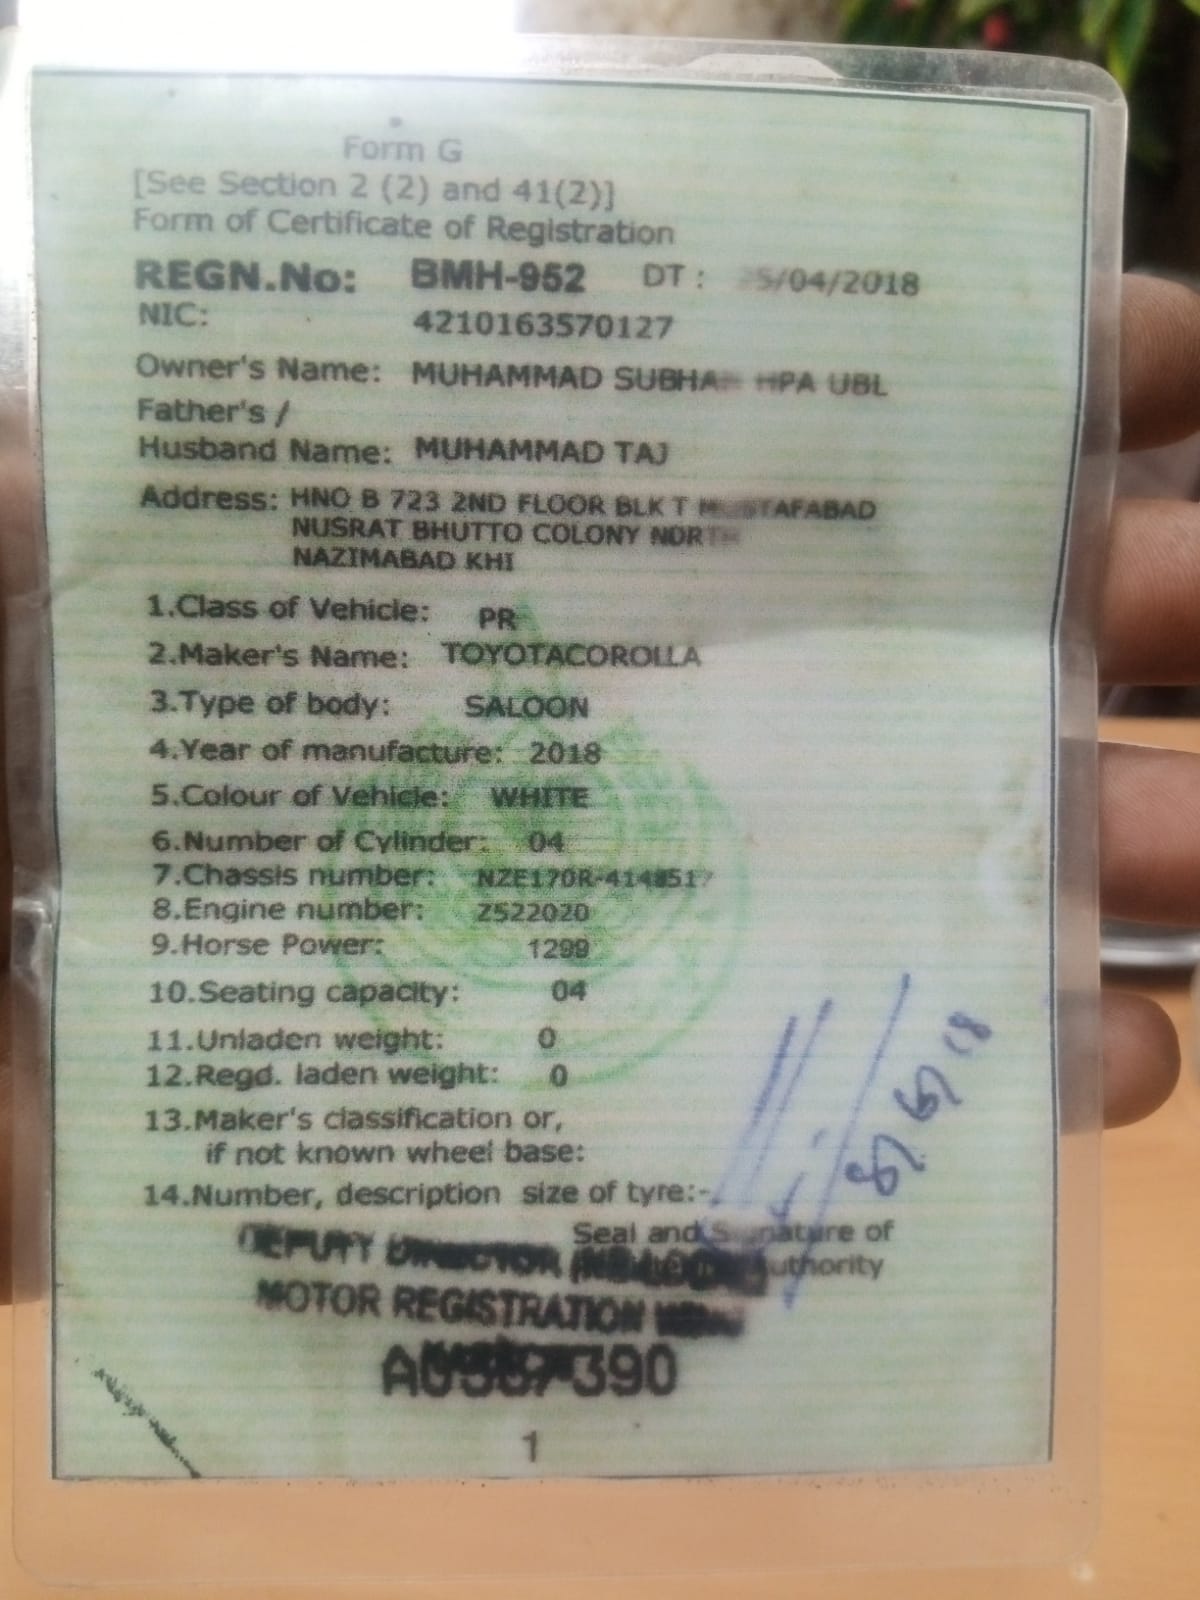 Form G
[See Section 2 (2) and 41(2)]
Form of Certificate of Registration
REGN.No: BMH-952 DT : /04/2018
NIC: 4210163570127
Owner's Name: MUHAMMAD HPA UBL
Father's /
Husband Name: MUHAMMAD TAJ
Address: HNO B 723 2ND FLOOR BLK T
NUSRAT BHUTTO COLONY
NAZIMABAD KHI
1.Class of Vehicle: PR
2.Maker's Name: TOYOTACOROLLA
3.Type of body: SALOON
4.Year of manufacture: 2018
5.Colour of Vehicle: WHITE
6.Number of Cylinder: 04
7.Chassis number:
8.Engine number: Z522020
9.Horse Power: 1299
10.Seating capacity: 04
11.Unladen weight: 0
12.Regd. laden weight: 0
13.Maker's classification or,
if not known wheel base:
14.Number, description size of tyre:-
Seal and Signature of
DEPUTY DIRECTOR
MOTOR REGISTRATION
1